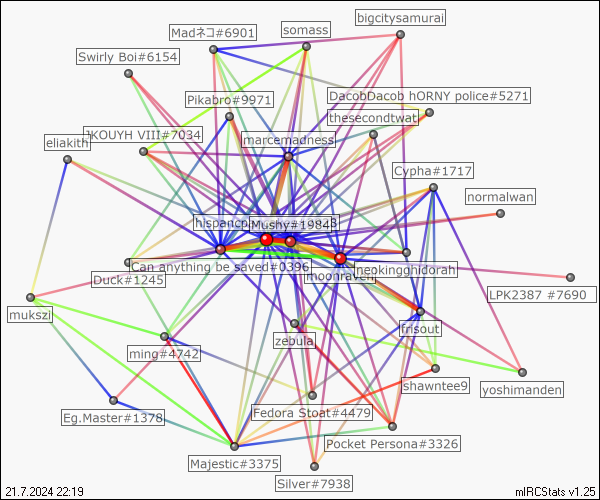 bigcitysamurai
Madネコ#6901
somass
Swirly Boi#6154
DacobDacob hORNY police#5271
Pikabro#9971
thesecondtwat
JKOUYH VIII#7034
marcemadness
eliakith
Cypha#1717
normalwan
Mushy#1984
Can anything be saved#0396
neokingghidorah
Duck#1245
moonraven
LPK2387 #7690
mukszi
frisout
zebula
ming#4742
shawntee9
yoshimanden
Eg.Master#1378
Fedora Stoat#4479
Pocket Persona#3326
Majestic#3375
Silver#7938
21.7.2024 22:19
mIRCStats v1.25